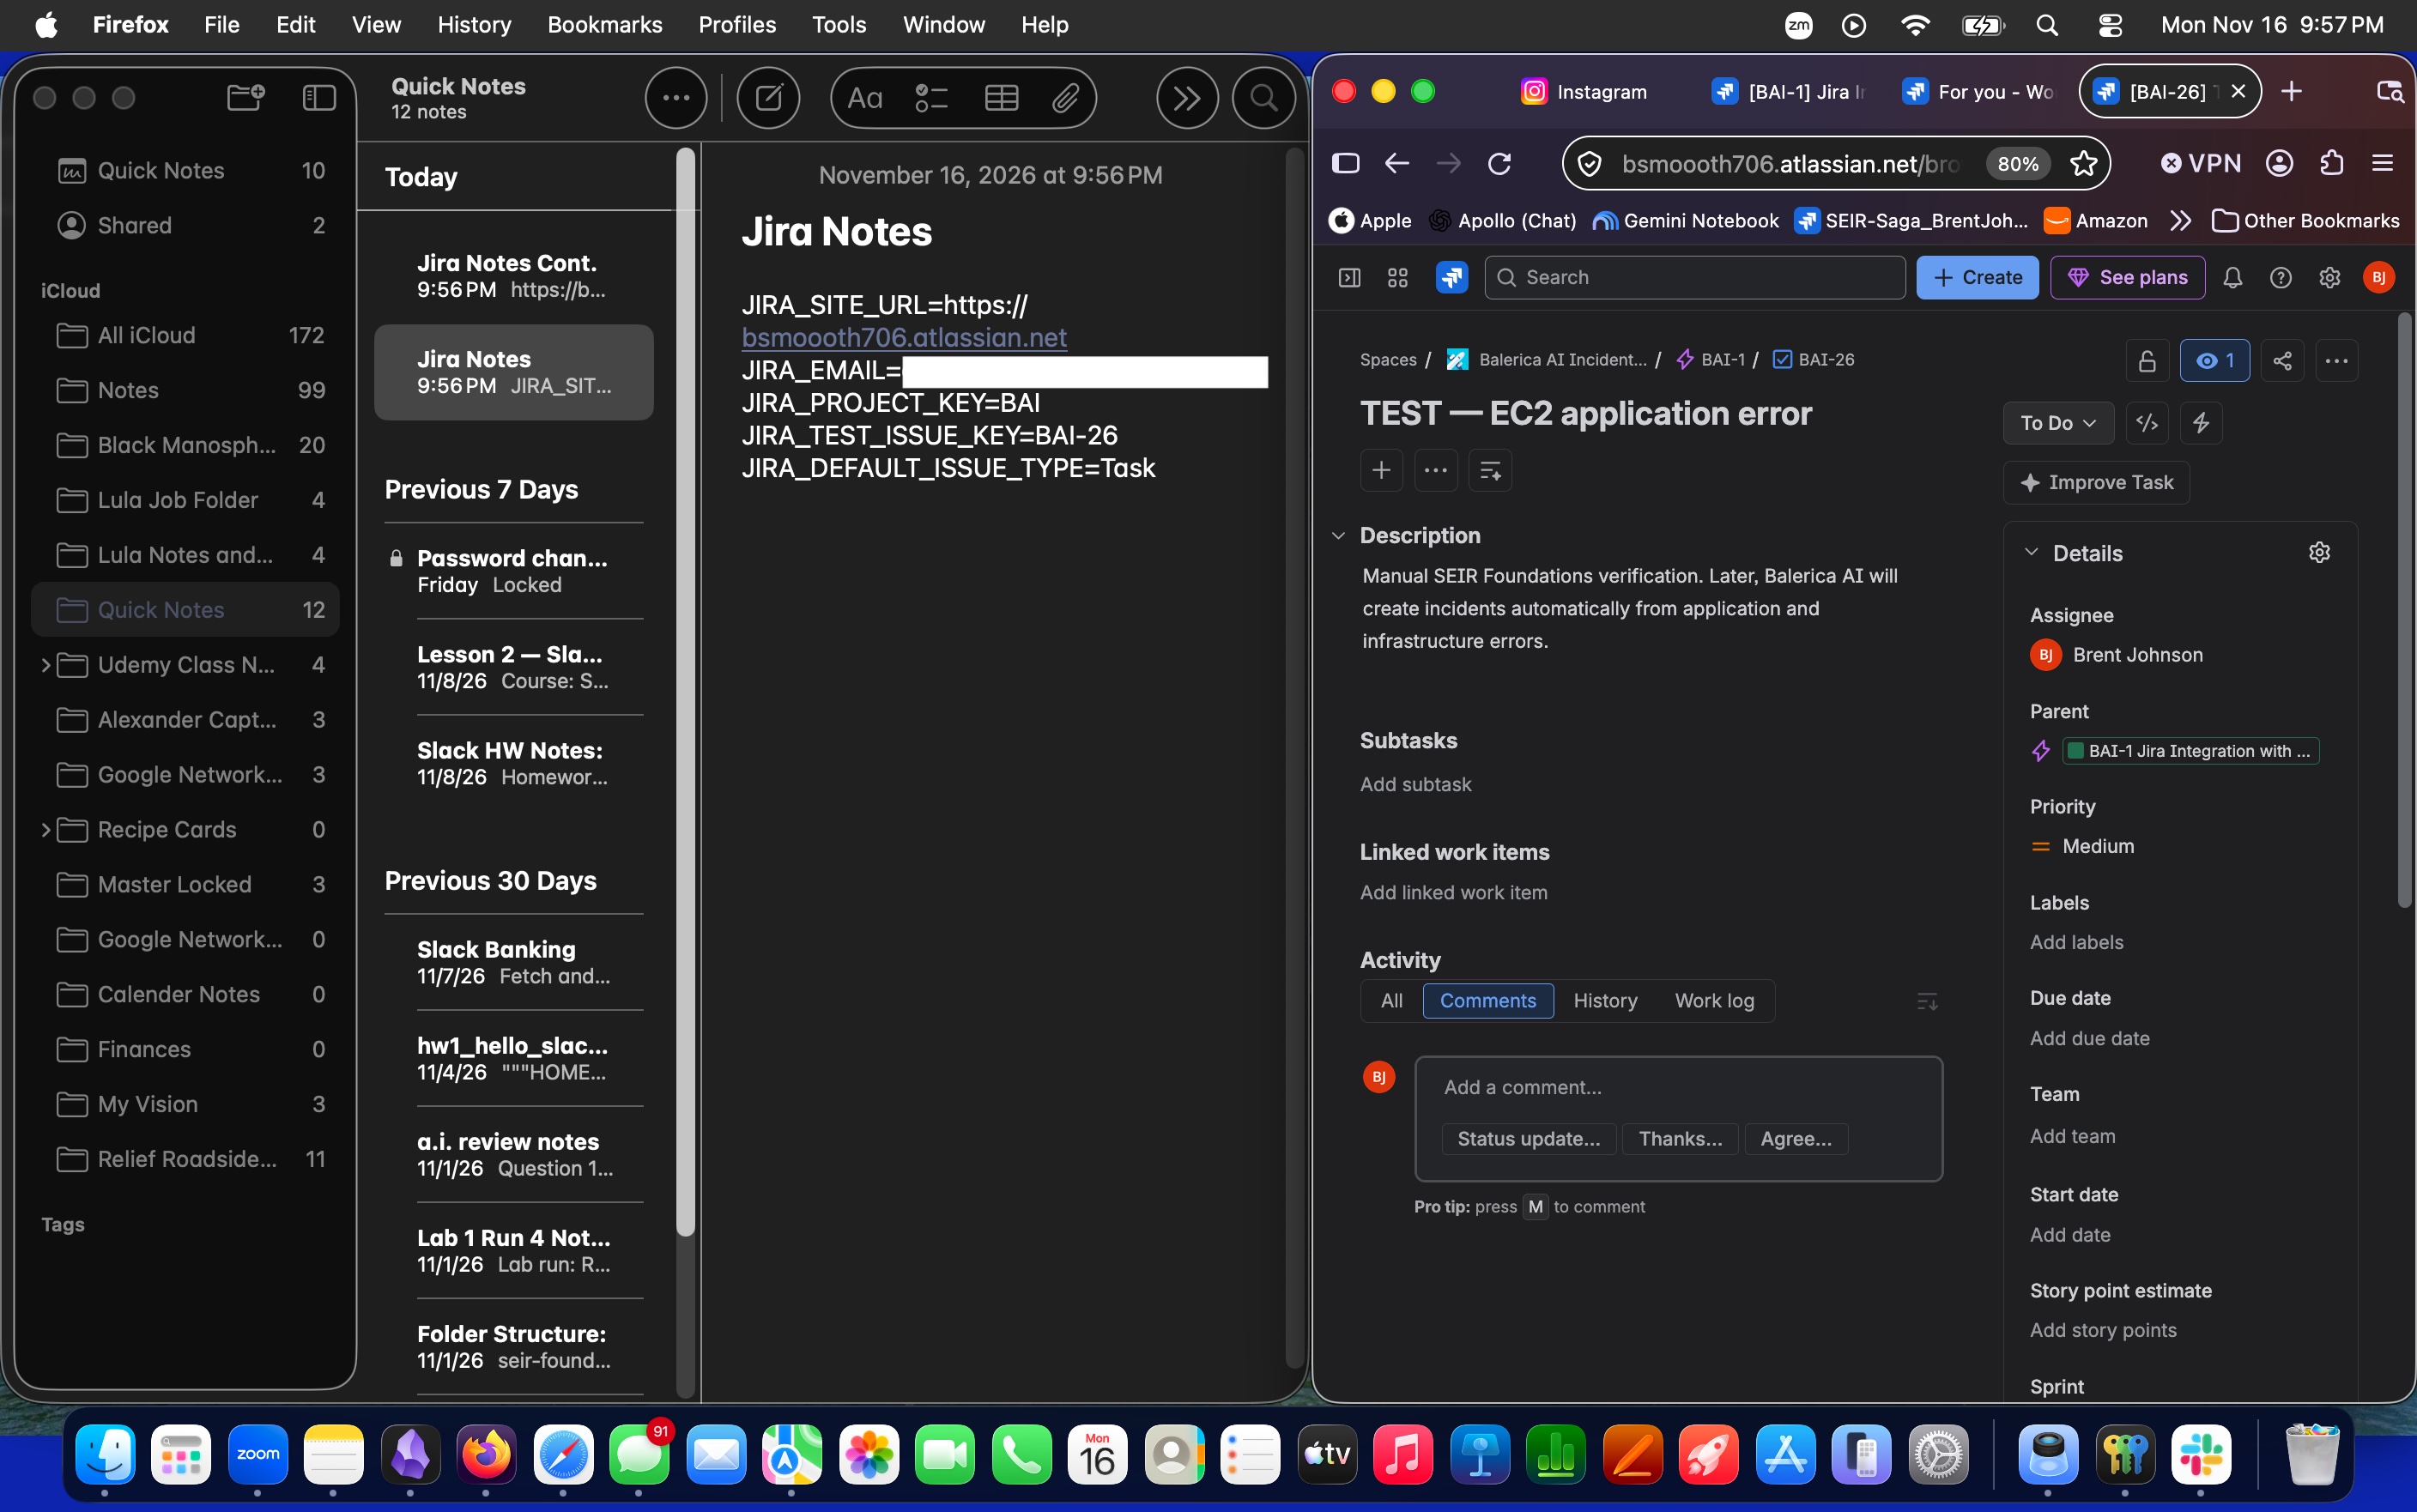 Firefox File Edit View History Bookmarks Profiles Tools Window Help
zm
Mon Nov 16 9:57 PM
Quick Notes 10
Shared 2
iCloud
All iCloud 172
Notes 99
Black Manosph... 20
Lula Job Folder 4
Lula Notes and... 4
Quick Notes 12
Udemy Class N... 4
Alexander Capt... 3
Google Network... 3
Recipe Cards 0
Master Locked 3
Google Network... 0
Calender Notes 0
Finances 0
My Vision 3
Relief Roadside... 11
Tags
Quick Notes
12 notes
Aa
Today
Jira Notes Cont.
9:56 PM https://b...
Jira Notes
9:56 PM JIRA_SIT...
Previous 7 Days
Password chan...
Friday Locked
Lesson 2 — Sla...
11/8/26 Course: S...
Slack HW Notes:
11/8/26 Homewor...
Previous 30 Days
Slack Banking
11/7/26 Fetch and...
hw1_hello_slac...
11/4/26 """HOME...
a.i. review notes
11/1/26 Question 1...
Lab 1 Run 4 Not...
11/1/26 Lab run: R...
Folder Structure:
11/1/26 seir-found...
November 16, 2026 at 9:56 PM
Jira Notes
JIRA_SITE_URL=https://
bsmoooth706.atlassian.net
JIRA_EMAIL=
JIRA_PROJECT_KEY=BAI
JIRA_TEST_ISSUE_KEY=BAI-26
JIRA_DEFAULT_ISSUE_TYPE=Task
Instagram
[BAI-1] Jira Ir
For you - Wo
[BAI-26]
bsmoooth706.atlassian.net/bro
80%
VPN
Apple
Apollo (Chat)
Gemini Notebook
SEIR-Saga_BrentJoh...
Amazon
Other Bookmarks
Search
Create
See plans
BJ
Spaces / Balerica AI Incident... / BAI-1 / BAI-26
1
TEST — EC2 application error
To Do
Improve Task
Description
Manual SEIR Foundations verification. Later, Balerica AI will
create incidents automatically from application and
infrastructure errors.
Subtasks
Add subtask
Linked work items
Add linked work item
Activity
All Comments History Work log
BJ
Add a comment...
Status update... Thanks... Agree...
Pro tip: press M to comment
Details
Assignee
BJ Brent Johnson
Parent
BAI-1 Jira Integration with ...
Priority
Medium
Labels
Add labels
Due date
Add due date
Team
Add team
Start date
Add date
Story point estimate
Add story points
Sprint
zoom
91
Mon
16
tv